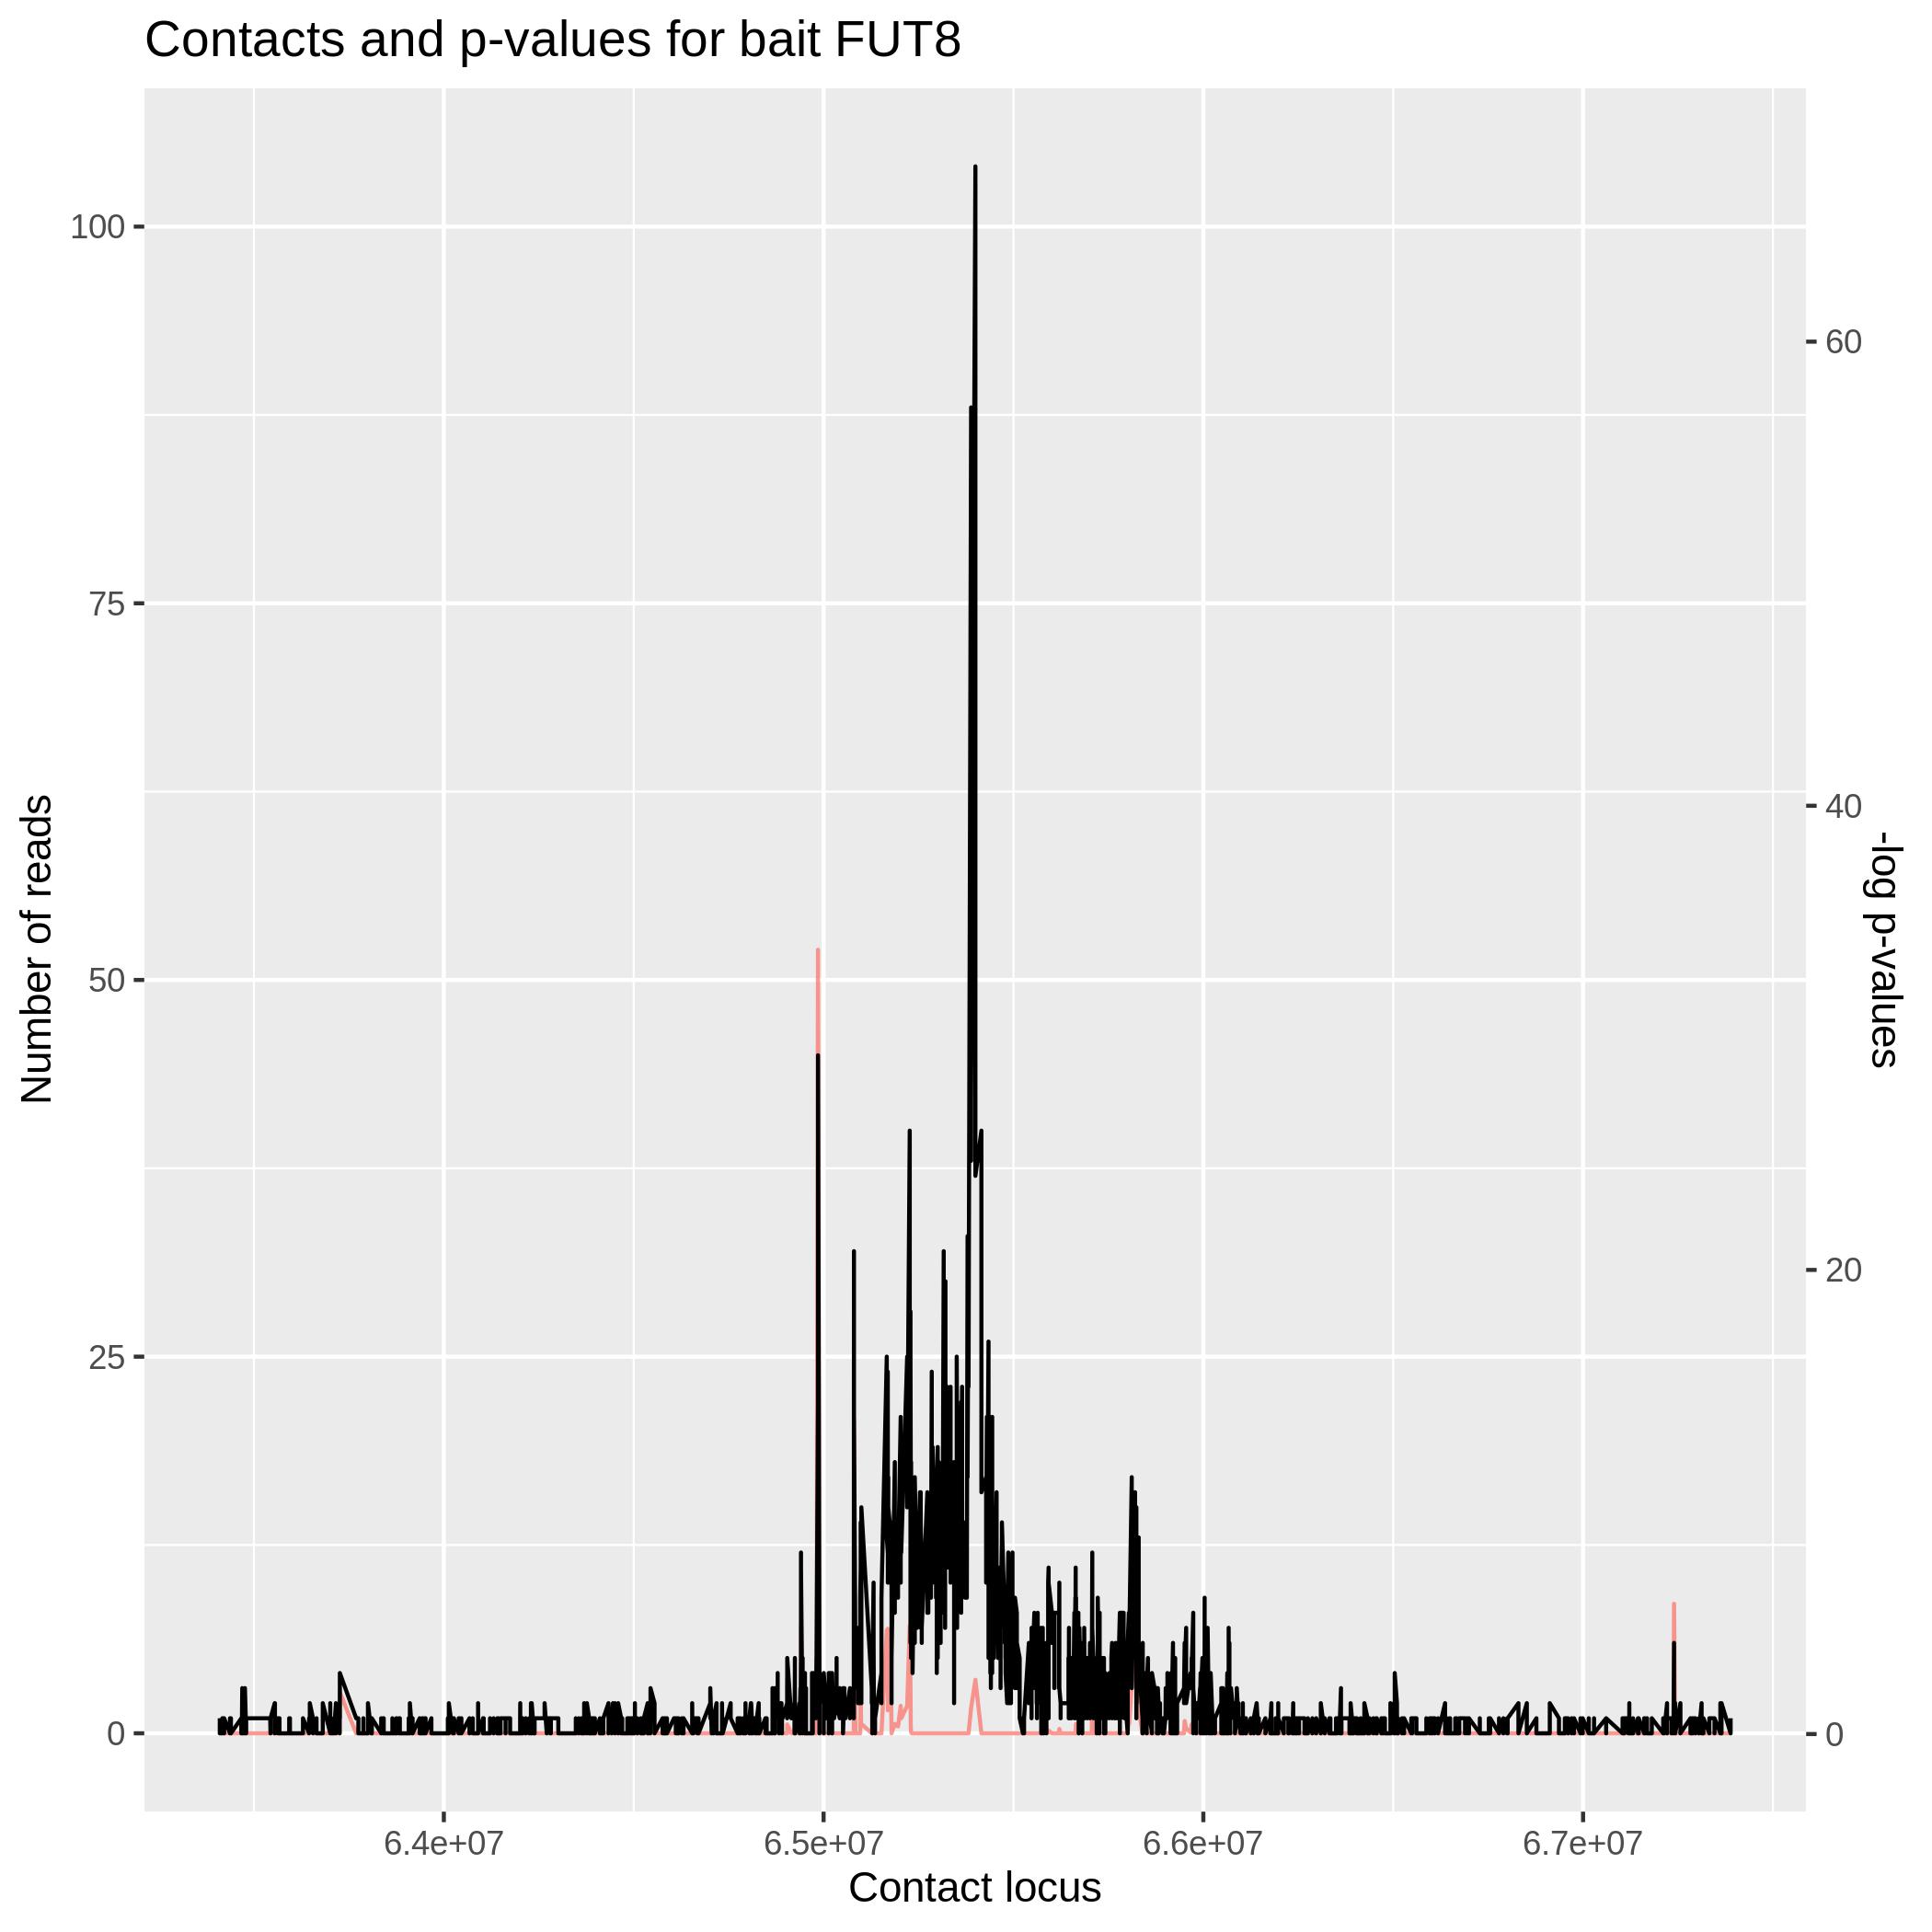 Contacts and p-values for bait FUT8
100
75
50
25
0
Number of reads
60
40
20
0
-log p-values
6.4e+07
6.5e+07
6.6e+07
6.7e+07
Contact locus